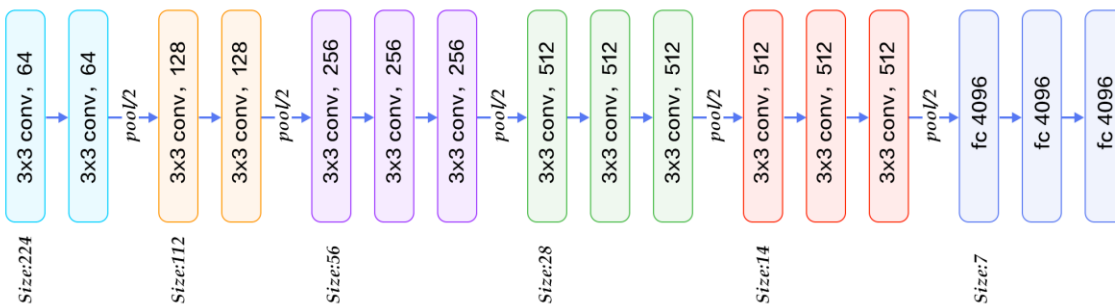 3x3 conv, 64
3x3 conv, 64
pool/2
3x3 conv, 128
3x3 conv, 128
pool/2
3x3 conv, 256
3x3 conv, 256
3x3 conv, 256
pool/2
3x3 conv, 512
3x3 conv, 512
3x3 conv, 512
pool/2
3x3 conv, 512
3x3 conv, 512
3x3 conv, 512
pool/2
fc 4096
fc 4096
fc 4096
Size:224
Size:112
Size:56
Size:28
Size:14
Size:7